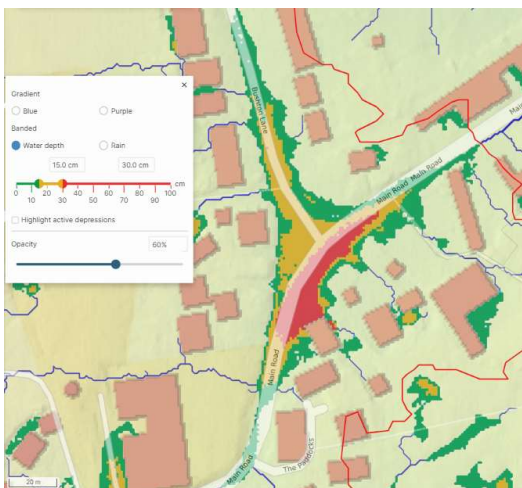 ×
Gradient
Blue Purple
Banded
Water depth Rain
15.0 cm 30.0 cm
cm
0 10 20 30 40 50 60 70 80 90 100
Highlight active depressions
Opacity 60%
Main Road
Main Road
Main Road
Main Road
The Paddocks
20 m